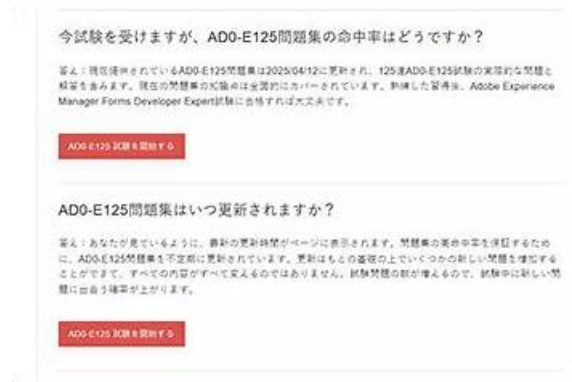 今試験を受けますが、AD0-E125問題集の命中率はどうですか？
答え：現在提供されているAD0-E125問題集は2025/04/12に更新され、125道AD0-E125試験の実際的な問題と
解答を含みます。現在の問題集の知識点は全面的にカバーされています。熟練した習得後、Adobe Experience
Manager Forms Developer Expert試験に合格すれば大丈夫です。
AD0-E125 試験を開始する
AD0-E125問題集はいつ更新されますか？
答え：あなたが見ているように、最新の更新時間がページに表示されます。問題集の高命中率を保証するため
に、AD0-E125問題集を不定期に更新されています。更新はもとの基礎の上でいくつかの新しい問題を増加する
ことができて、すべての内容がすべて変えるのではありません。試験問題の数が増えるので、試験中に新しい問
題に出会う確率が上がります。
AD0-E125 試験を開始する